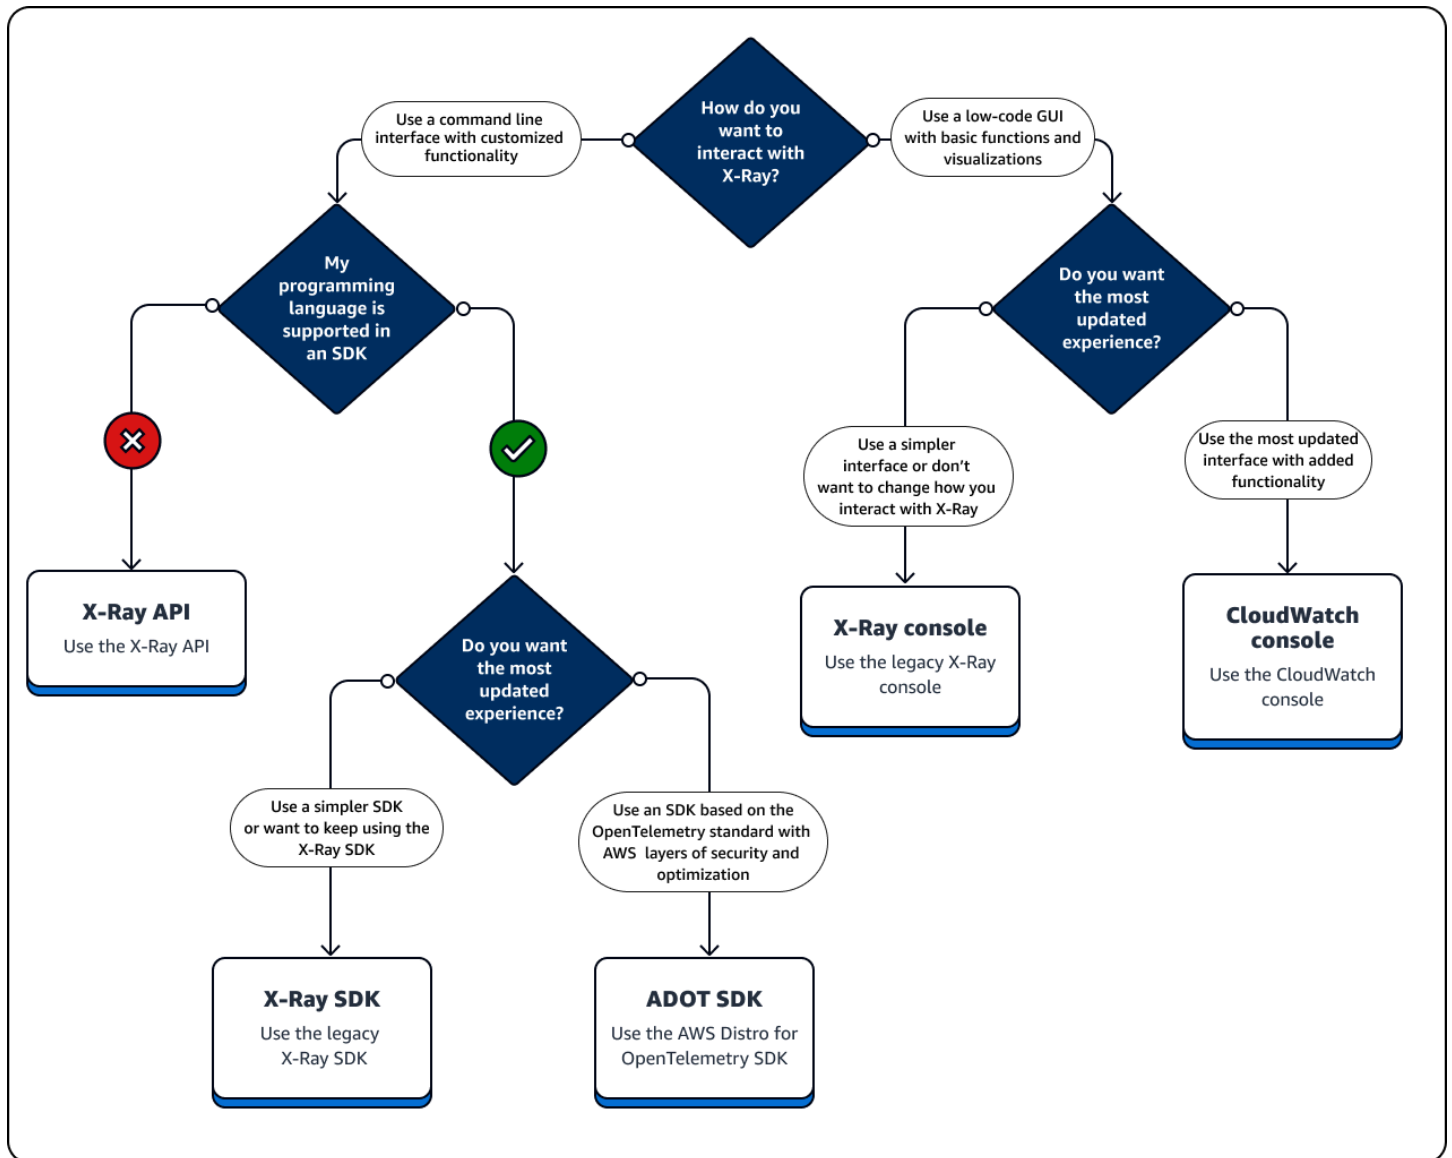 How do you
want to
interact with
X-Ray?
Use a command line
interface with customized
functionality
Use a low-code GUI
with basic functions and
visualizations
My
programming
language is
supported in
an SDK
Do you want
the most
updated
experience?
Use a simpler
interface or don't
want to change how you
interact with X-Ray
Use the most updated
interface with added
functionality
X-Ray API
Use the X-Ray API
Do you want
the most
updated
experience?
X-Ray console
Use the legacy X-Ray
console
CloudWatch
console
Use the CloudWatch
console
Use a simpler SDK
or want to keep using the
X-Ray SDK
Use an SDK based on the
OpenTelemetry standard with
AWS layers of security and
optimization
X-Ray SDK
Use the legacy
X-Ray SDK
ADOT SDK
Use the AWS Distro for
OpenTelemetry SDK